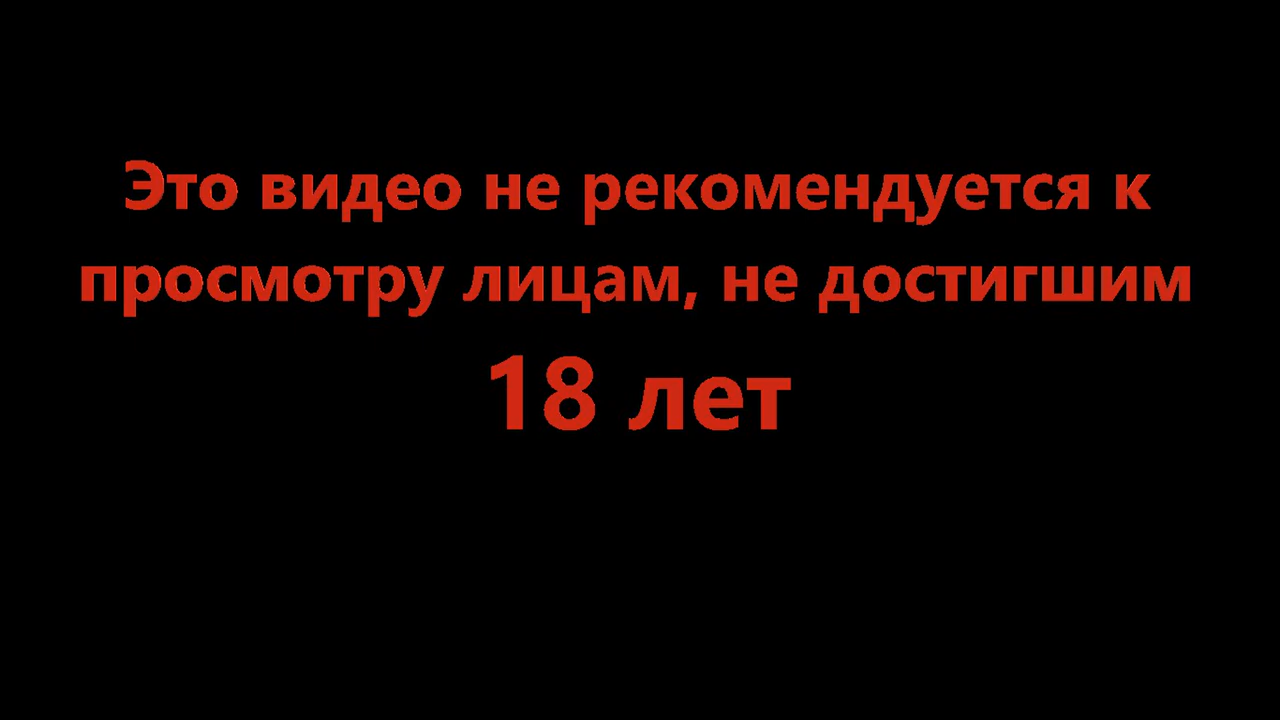 Это видео не рекомендуется к
просмотру лицам, не достигшим
18 лет